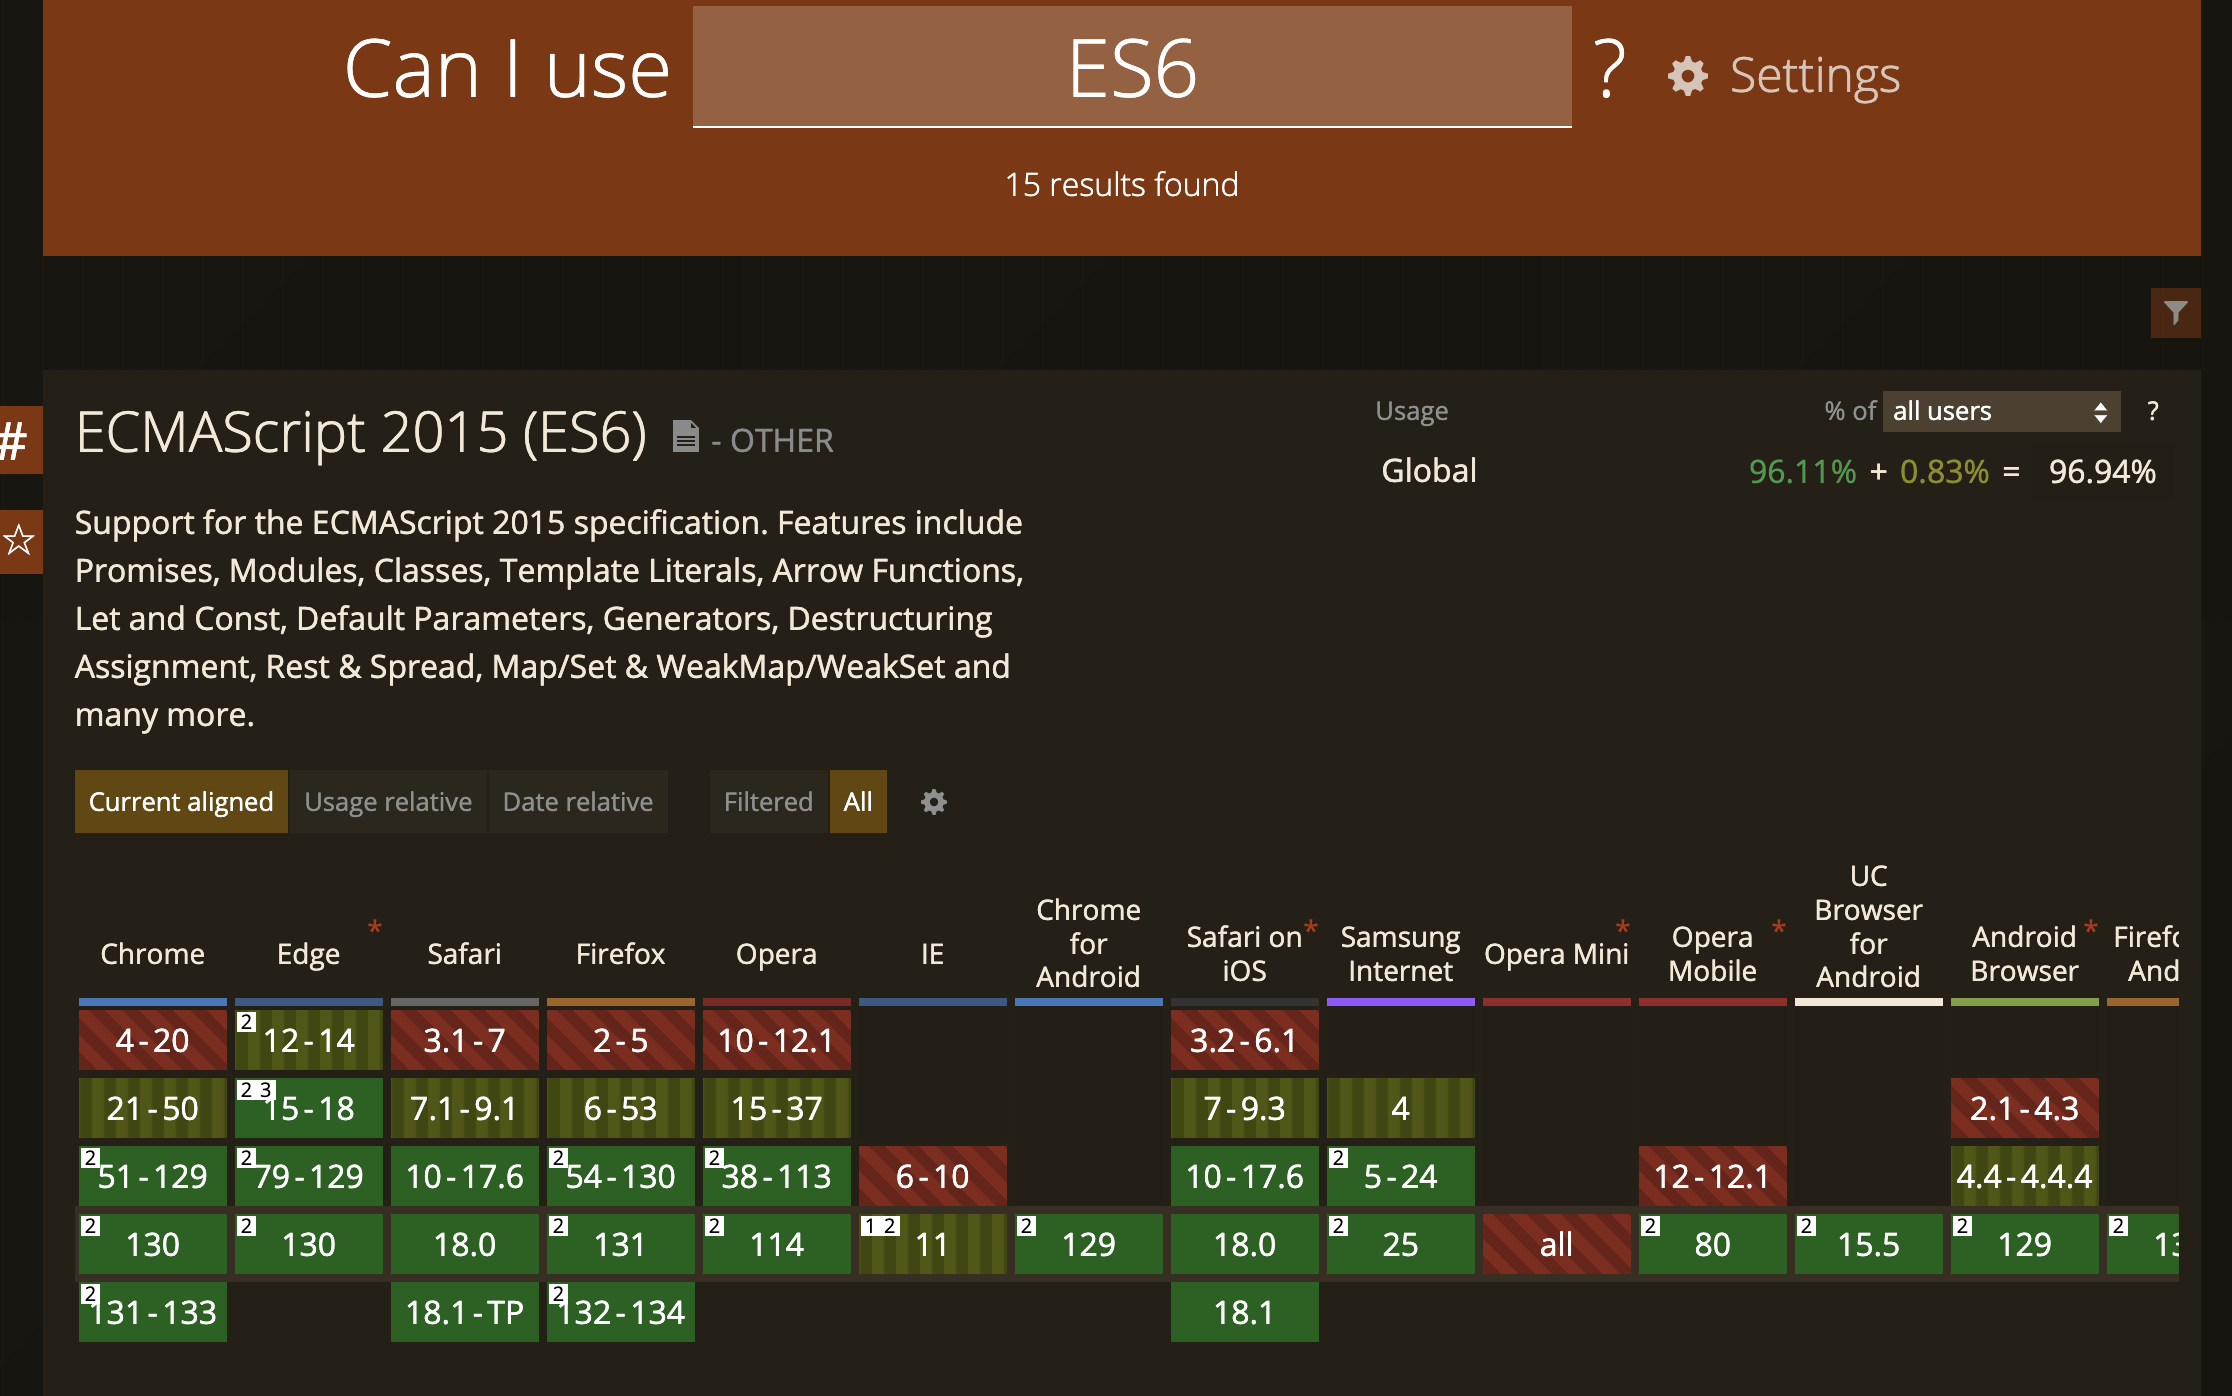 Can I use ES6 ? Settings
15 results found
#
ECMAScript 2015 (ES6) - OTHER
Usage % of all users ?
Global 96.11% + 0.83% = 96.94%
Support for the ECMAScript 2015 specification. Features include
Promises, Modules, Classes, Template Literals, Arrow Functions,
Let and Const, Default Parameters, Generators, Destructuring
Assignment, Rest & Spread, Map/Set & WeakMap/WeakSet and
many more.
Current aligned Usage relative Date relative Filtered All
Chrome
Edge *
Safari
Firefox
Opera
IE
Chrome
for
Android
Safari on *
iOS
Samsung
Internet
Opera Mini *
Opera *
Mobile
UC
Browser
for
Android
Android *
Browser
4-20 2 12-14 3.1-7 2-5 10-12.1 3.2-6.1
21-50 2 3 15-18 7.1-9.1 6-53 15-37 7-9.3 4 2.1-4.3
2 51-129 2 79-129 10-17.6 2 54-130 2 38-113 6-10 10-17.6 2 5-24 12-12.1 4.4-4.4.4
2 130 2 130 18.0 2 131 2 114 1 2 11 2 129 18.0 2 25 all 2 80 2 15.5 2 129 2
2 131-133 18.1-TP 2 132-134 18.1